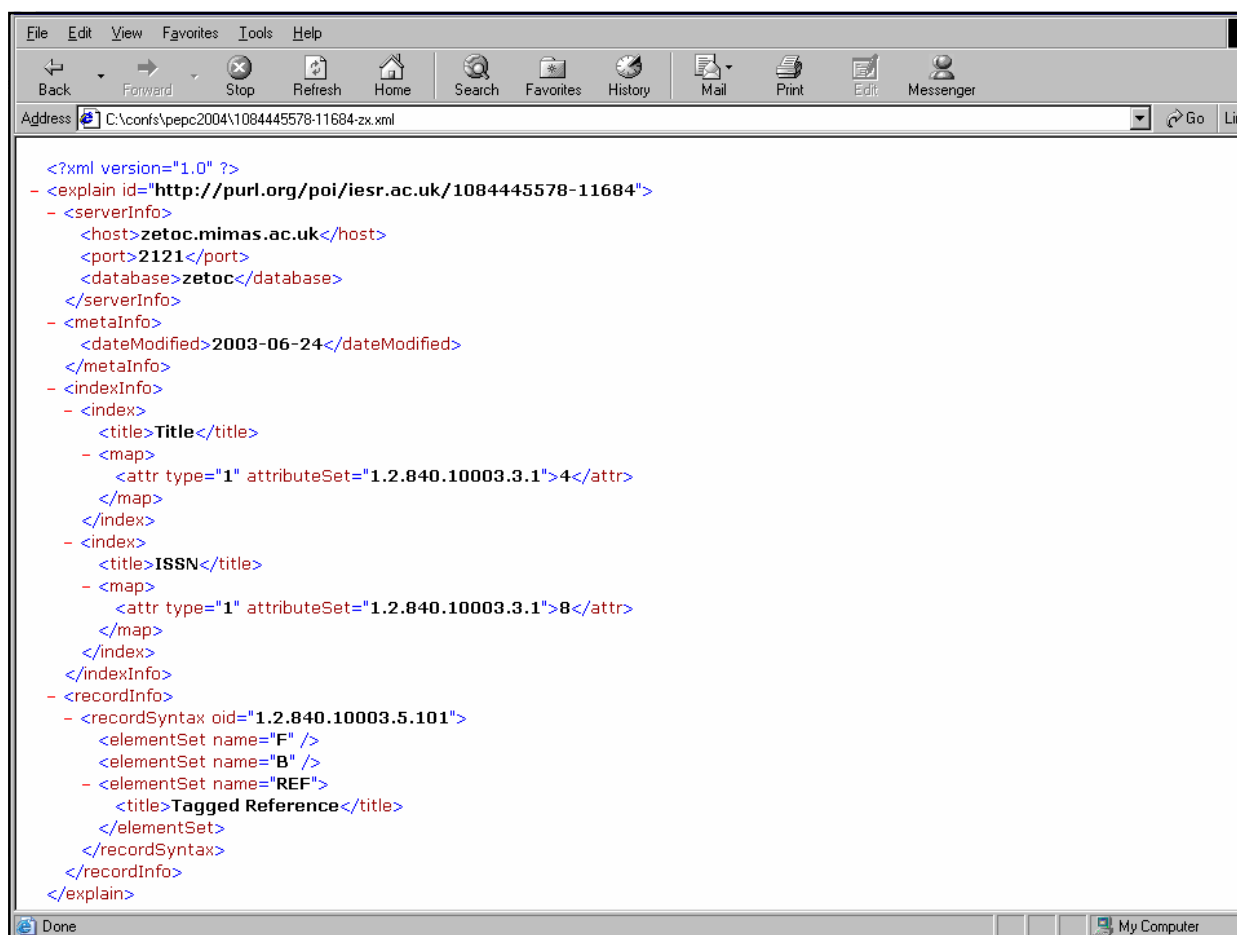 File Edit View Favorites Tools Help
Back Forward Stop Refresh Home Search Favorites History Mail Print Edit Messenger
Address C:\confs\pepc2004\1084445578-11684-zx.xml Go Li
<?xml version="1.0" ?>
- <explain id="http://purl.org/poi/iesr.ac.uk/1084445578-11684">
- <serverInfo>
<host>zetoc.mimas.ac.uk</host>
<port>2121</port>
<database>zetoc</database>
</serverInfo>
- <metaInfo>
<dateModified>2003-06-24</dateModified>
</metaInfo>
- <indexInfo>
- <index>
<title>Title</title>
- <map>
<attr type="1" attributeSet="1.2.840.10003.3.1">4</attr>
</map>
</index>
- <index>
<title>ISSN</title>
- <map>
<attr type="1" attributeSet="1.2.840.10003.3.1">8</attr>
</map>
</index>
</indexInfo>
- <recordInfo>
- <recordSyntax oid="1.2.840.10003.5.101">
<elementSet name="F" />
<elementSet name="B" />
- <elementSet name="REF">
<title>Tagged Reference</title>
</elementSet>
</recordSyntax>
</recordInfo>
</explain>
Done My Computer